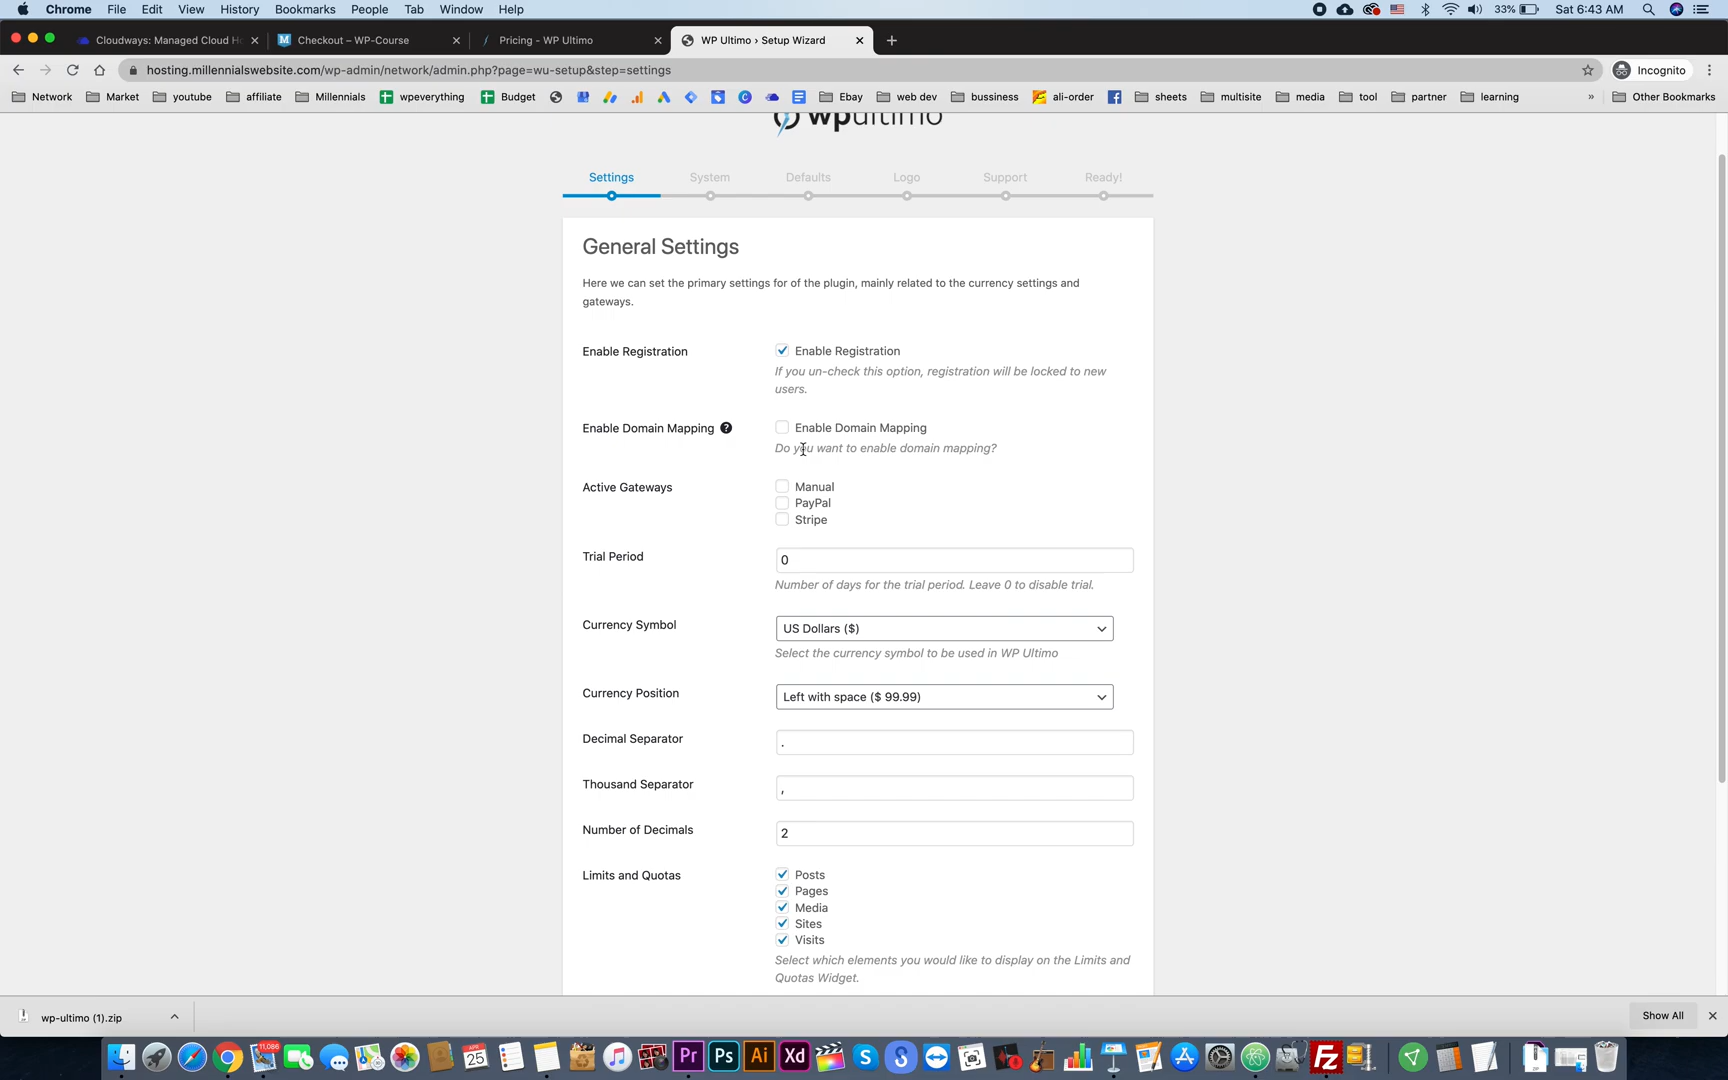 Chrome File Edit View History Bookmarks People Tab Window Help 33% Sat 6:43 AM
Cloudways: Managed Cloud Ho
Checkout – WP-Course
Pricing - WP Ultimo
WP Ultimo › Setup Wizard
hosting.millennialswebsite.com/wp-admin/network/admin.php?page=wu-setup&step=settings
Incognito
Network Market youtube affiliate Millennials wpeverything Budget Ebay web dev bussiness ali-order sheets multisite media tool partner learning » Other Bookmarks
wpultimo
Settings System Defaults Logo Support Ready!
General Settings
Here we can set the primary settings for of the plugin, mainly related to the currency settings and
gateways.
Enable Registration
Enable Registration
If you un-check this option, registration will be locked to new
users.
Enable Domain Mapping ?
Enable Domain Mapping
Do you want to enable domain mapping?
Active Gateways
Manual
PayPal
Stripe
Trial Period
0
Number of days for the trial period. Leave 0 to disable trial.
Currency Symbol
US Dollars ($)
Select the currency symbol to be used in WP Ultimo
Currency Position
Left with space ($ 99.99)
Decimal Separator
.
Thousand Separator
,
Number of Decimals
2
Limits and Quotas
Posts
Pages
Media
Sites
Visits
Select which elements you would like to display on the Limits and
Quotas Widget.
wp-ultimo (1).zip
Show All
11,086
APR
25
Pr Ps Ai Xd